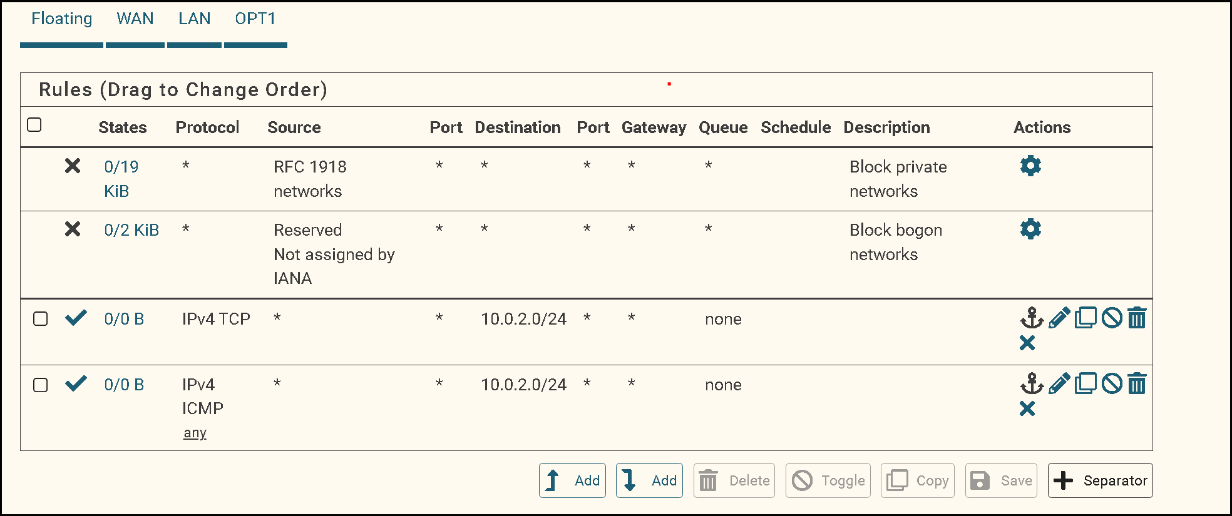 Floating WAN LAN OPT1
Rules (Drag to Change Order)
States Protocol Source Port Destination Port Gateway Queue Schedule Description Actions
0/19 * RFC 1918 * * * * * Block private
KiB networks networks
0/2 KiB * Reserved * * * * * Block bogon
Not assigned by networks
IANA
0/0 B IPv4 TCP * * 10.0.2.0/24 * * none
0/0 B IPv4 * * 10.0.2.0/24 * * none
ICMP
any
Add Add Delete Toggle Copy Save Separator